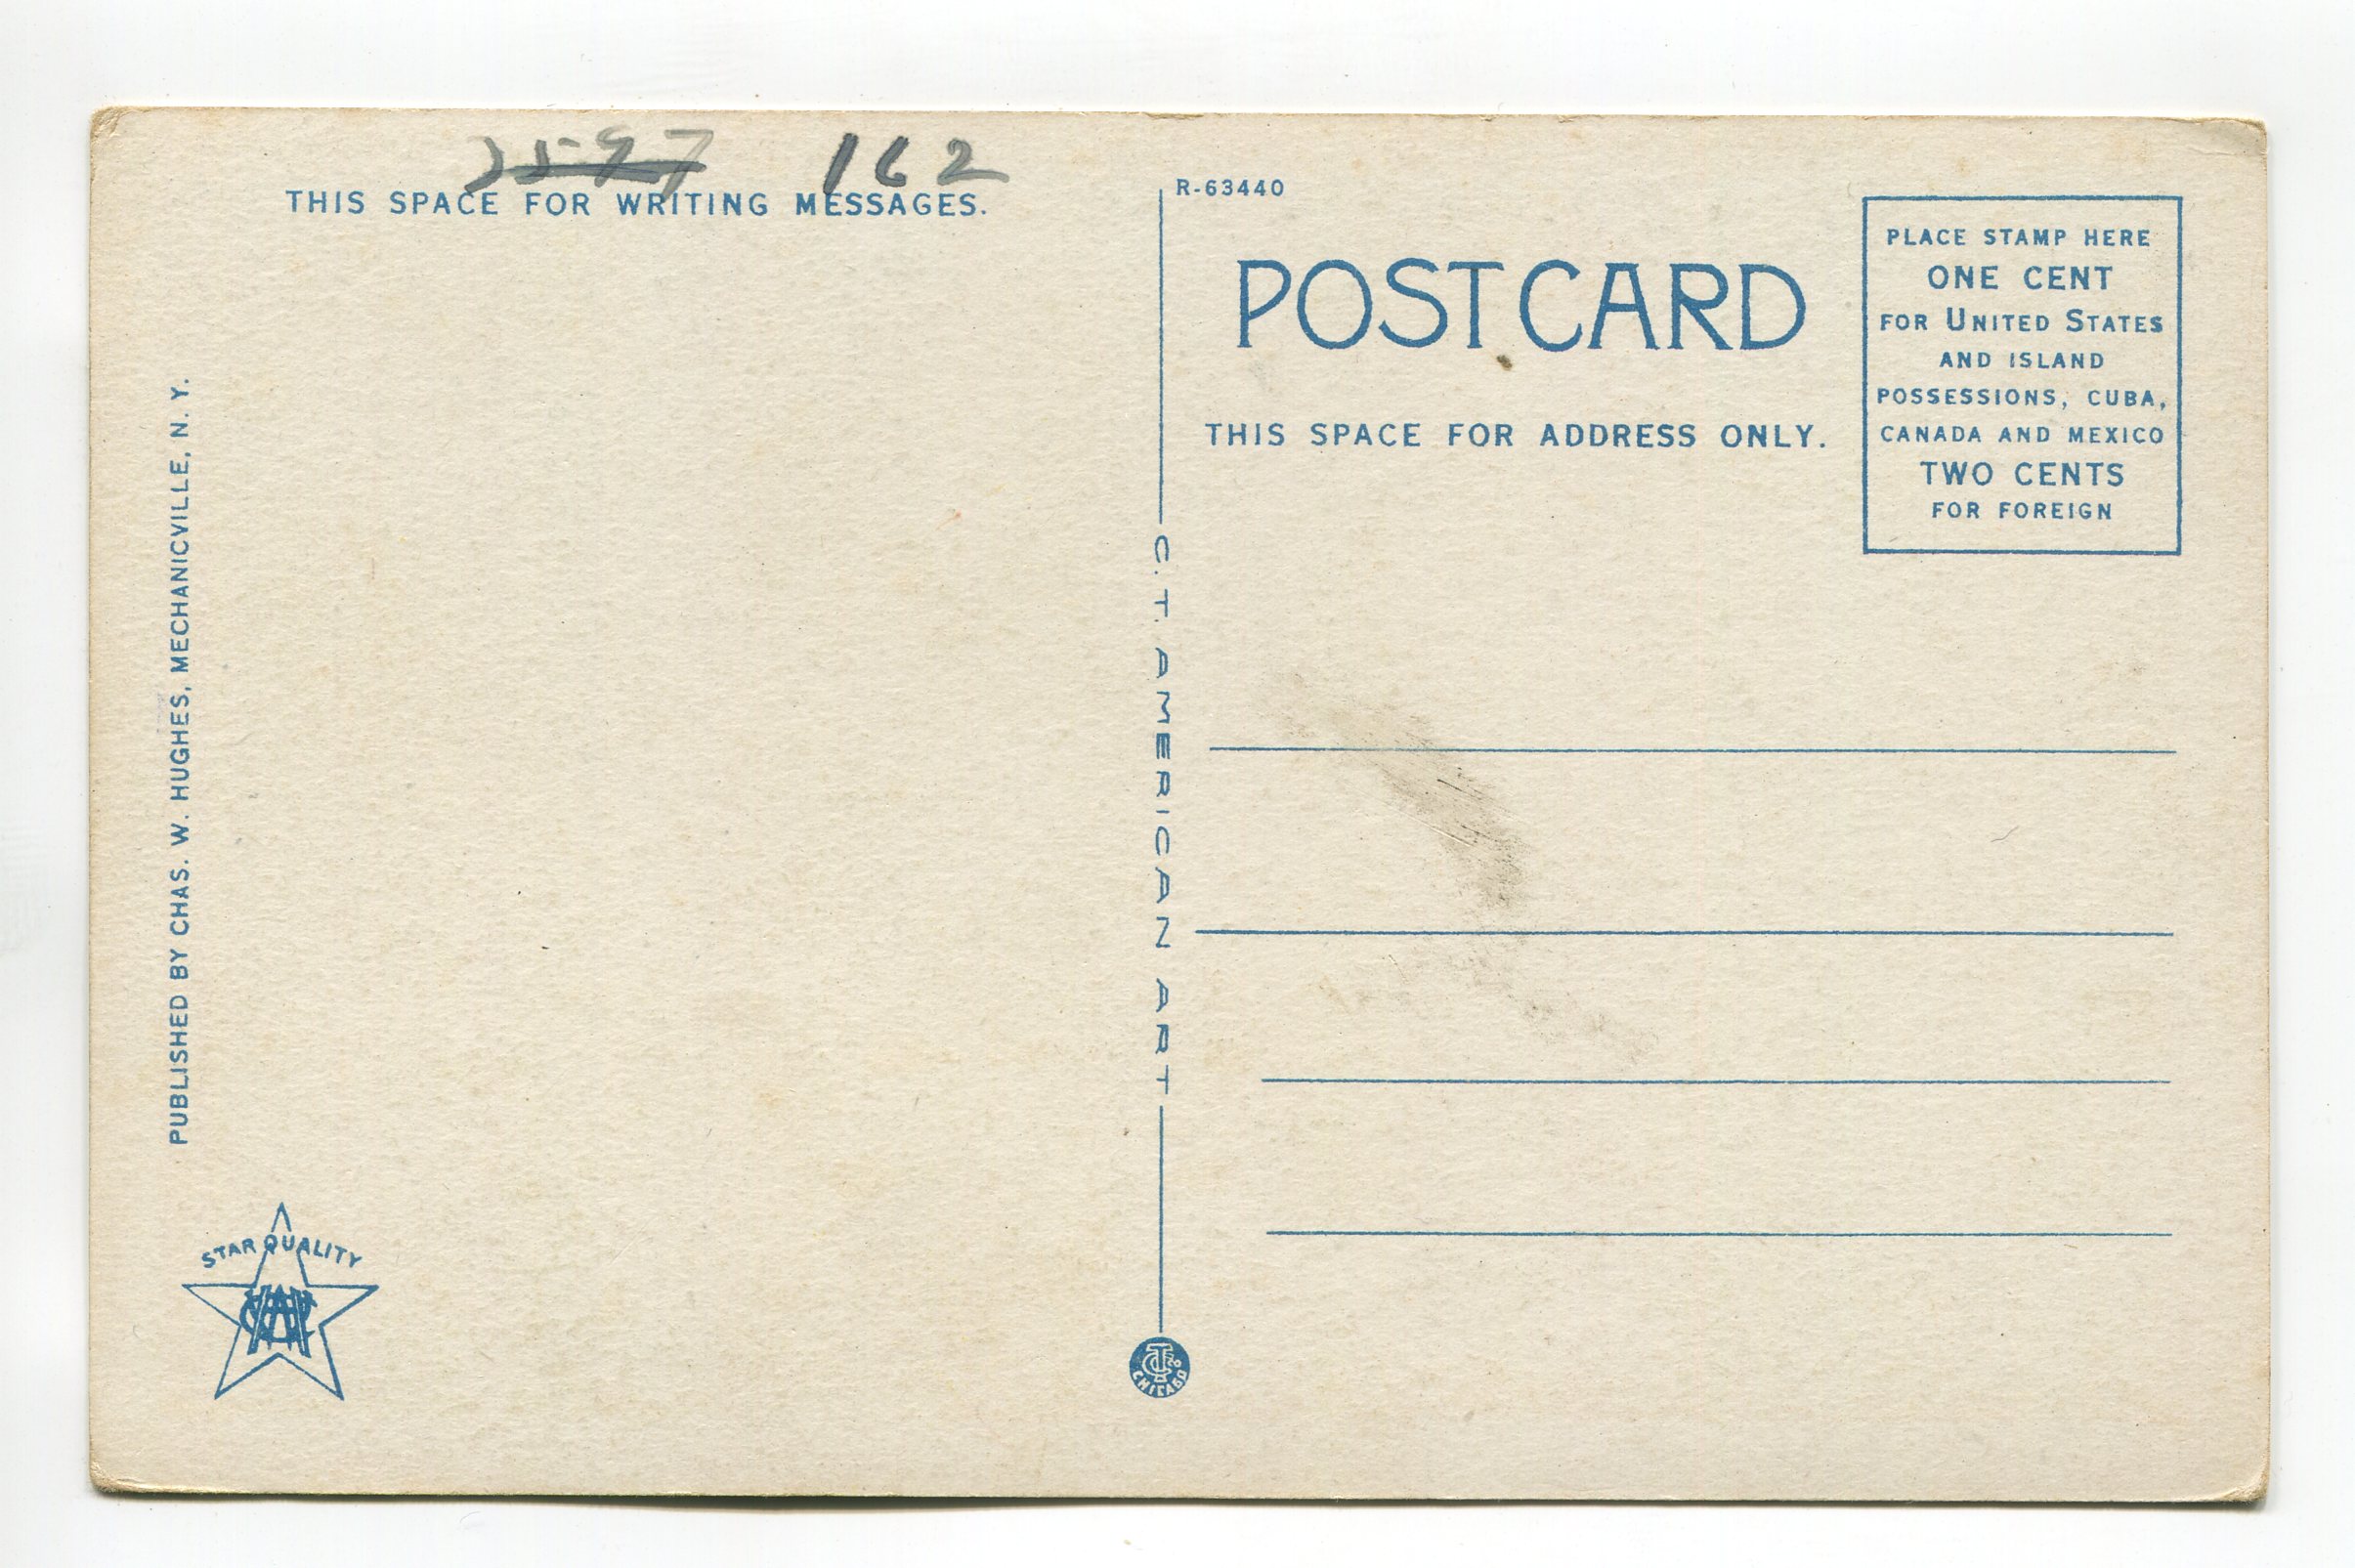 162
THIS SPACE FOR WRITING MESSAGES.
PUBLISHED BY CHAS. W. HUGHES, MECHANICVILLE, N. Y.
STAR QUALITY
C. T. AMERICAN ART
CHICAGO
R-63440
POST CARD
THIS SPACE FOR ADDRESS ONLY.
PLACE STAMP HERE
ONE CENT
FOR UNITED STATES
AND ISLAND
POSSESSIONS, CUBA,
CANADA AND MEXICO
TWO CENTS
FOR FOREIGN